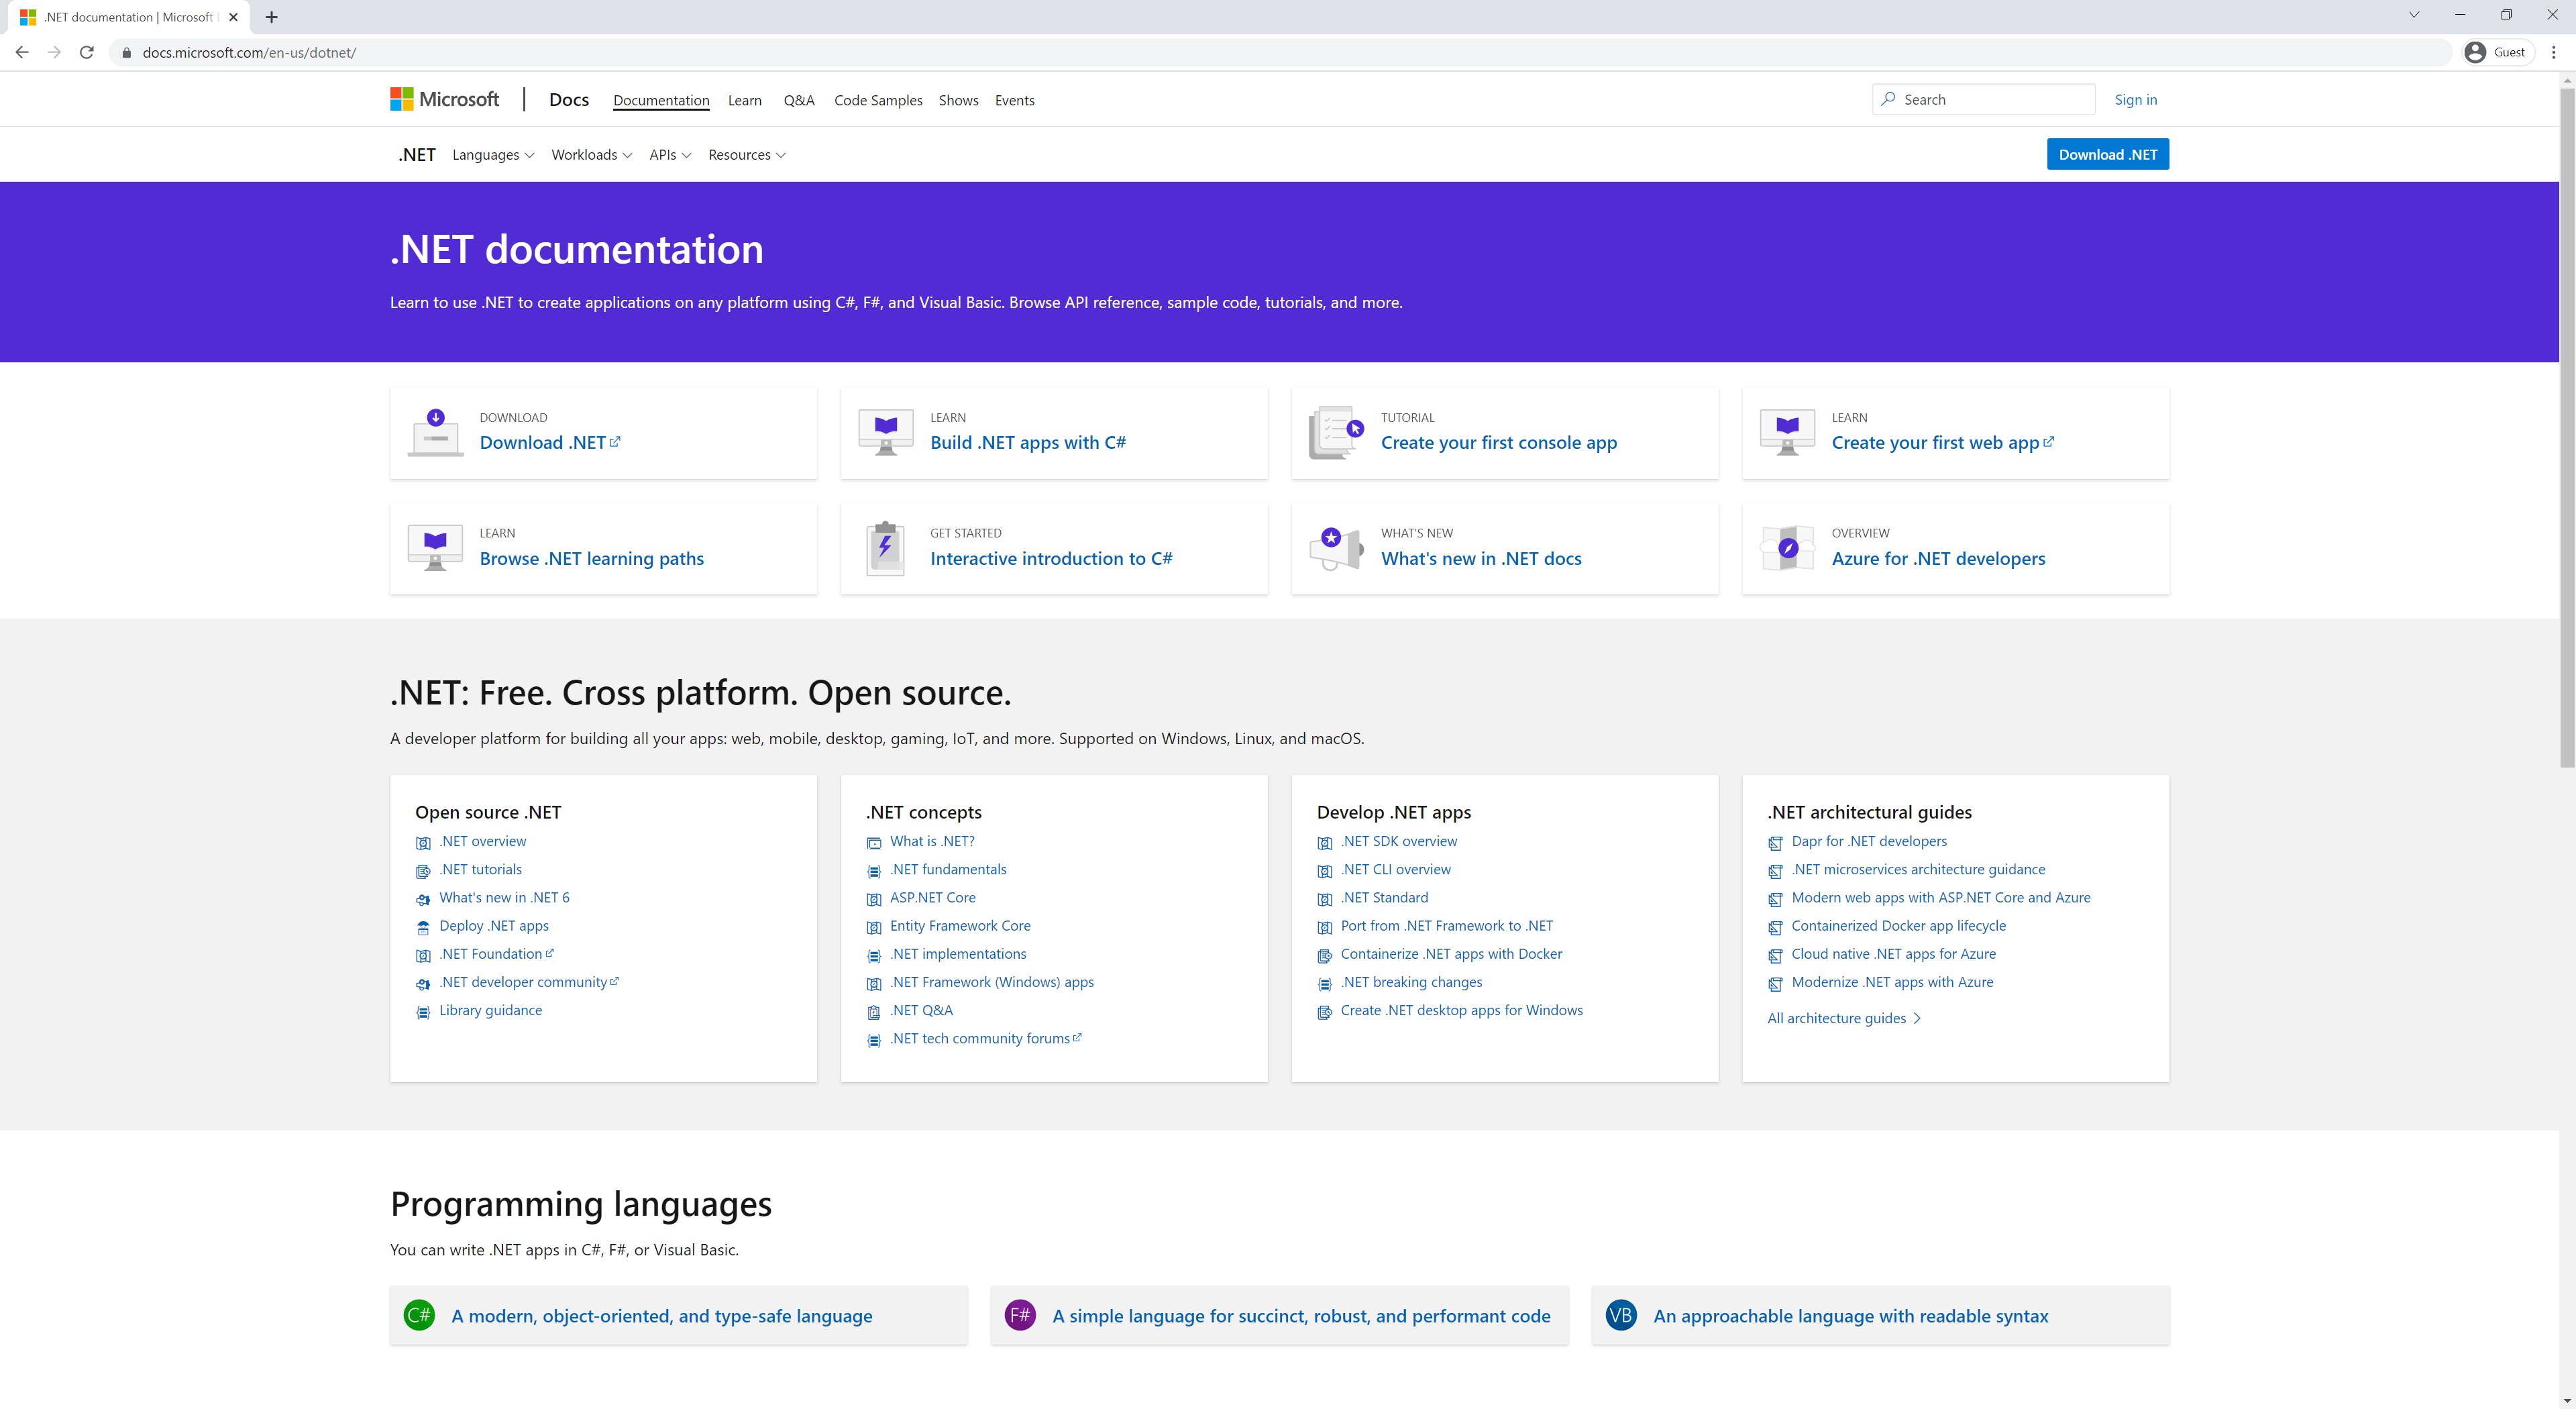 .NET documentation | Microsoft
docs.microsoft.com/en-us/dotnet/
Guest
Microsoft | Docs Documentation Learn Q&A Code Samples Shows Events
Search
Sign in
.NET Languages Workloads APIs Resources
Download .NET
.NET documentation
Learn to use .NET to create applications on any platform using C#, F#, and Visual Basic. Browse API reference, sample code, tutorials, and more.
DOWNLOAD
Download .NET
LEARN
Build .NET apps with C#
TUTORIAL
Create your first console app
LEARN
Create your first web app
LEARN
Browse .NET learning paths
GET STARTED
Interactive introduction to C#
WHAT'S NEW
What's new in .NET docs
OVERVIEW
Azure for .NET developers
.NET: Free. Cross platform. Open source.
A developer platform for building all your apps: web, mobile, desktop, gaming, IoT, and more. Supported on Windows, Linux, and macOS.
Open source .NET
.NET overview
.NET tutorials
What's new in .NET 6
Deploy .NET apps
.NET Foundation
.NET developer community
Library guidance
.NET concepts
What is .NET?
.NET fundamentals
ASP.NET Core
Entity Framework Core
.NET implementations
.NET Framework (Windows) apps
.NET Q&A
.NET tech community forums
Develop .NET apps
.NET SDK overview
.NET CLI overview
.NET Standard
Port from .NET Framework to .NET
Containerize .NET apps with Docker
.NET breaking changes
Create .NET desktop apps for Windows
.NET architectural guides
Dapr for .NET developers
.NET microservices architecture guidance
Modern web apps with ASP.NET Core and Azure
Containerized Docker app lifecycle
Cloud native .NET apps for Azure
Modernize .NET apps with Azure
All architecture guides
Programming languages
You can write .NET apps in C#, F#, or Visual Basic.
C# A modern, object-oriented, and type-safe language
F# A simple language for succinct, robust, and performant code
VB An approachable language with readable syntax